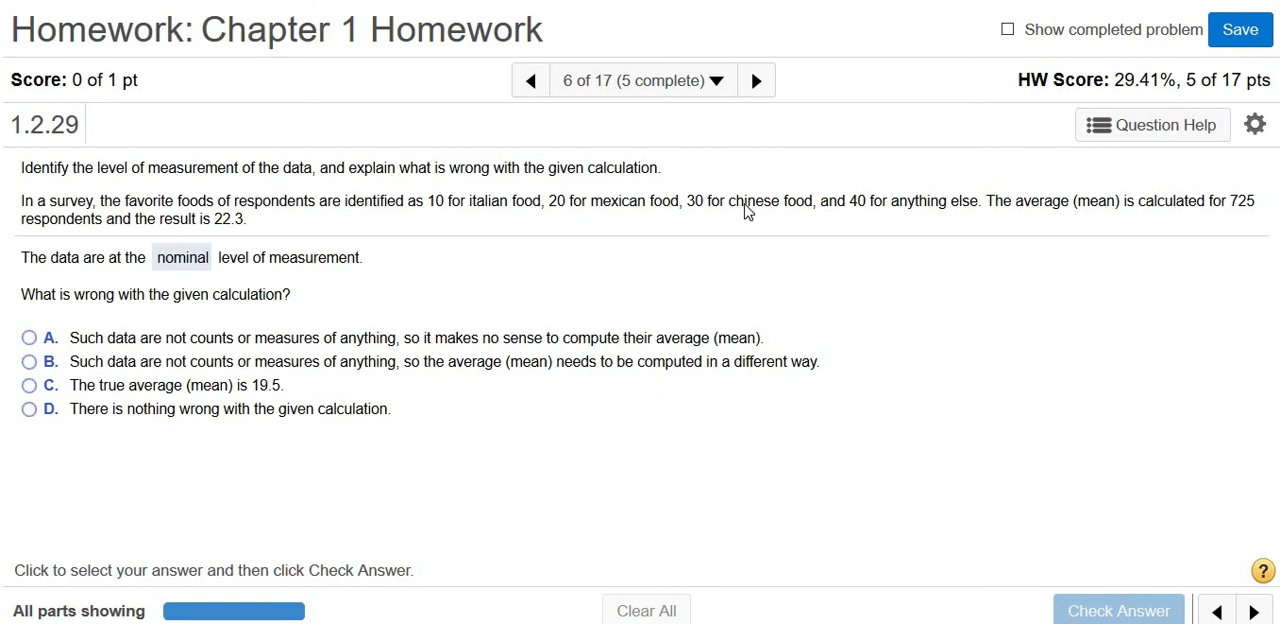 Homework: Chapter 1 Homework
Show completed problem
Save
Score: 0 of 1 pt
6 of 17 (5 complete)
HW Score: 29.41%, 5 of 17 pts
1.2.29
Question Help
Identify the level of measurement of the data, and explain what is wrong with the given calculation.
In a survey, the favorite foods of respondents are identified as 10 for italian food, 20 for mexican food, 30 for chinese food, and 40 for anything else. The average (mean) is calculated for 725
respondents and the result is 22.3.
The data are at the nominal level of measurement.
What is wrong with the given calculation?
A. Such data are not counts or measures of anything, so it makes no sense to compute their average (mean).
B. Such data are not counts or measures of anything, so the average (mean) needs to be computed in a different way.
C. The true average (mean) is 19.5.
D. There is nothing wrong with the given calculation.
Click to select your answer and then click Check Answer.
?
All parts showing
Clear All
Check Answer